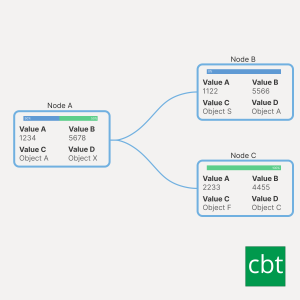 Node A
Value A Value B
1234 5678
Value C Value D
Object A Object X
Node B
Value A Value B
1122 5566
Value C Value D
Object S Object A
Node C
Value A Value B
2233 4455
Value C Value D
Object F Object C
cbt